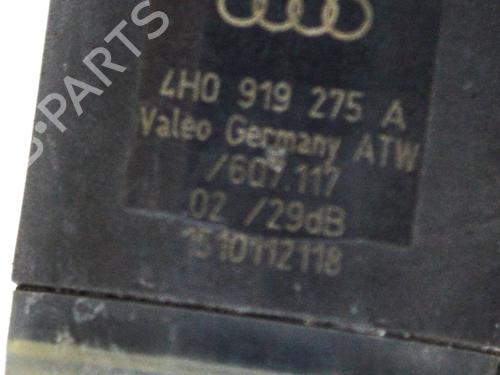 4H0 919 275 A
Valeo Germany ATW
/607.117
02 /29dB
1510112118
B-PARTS